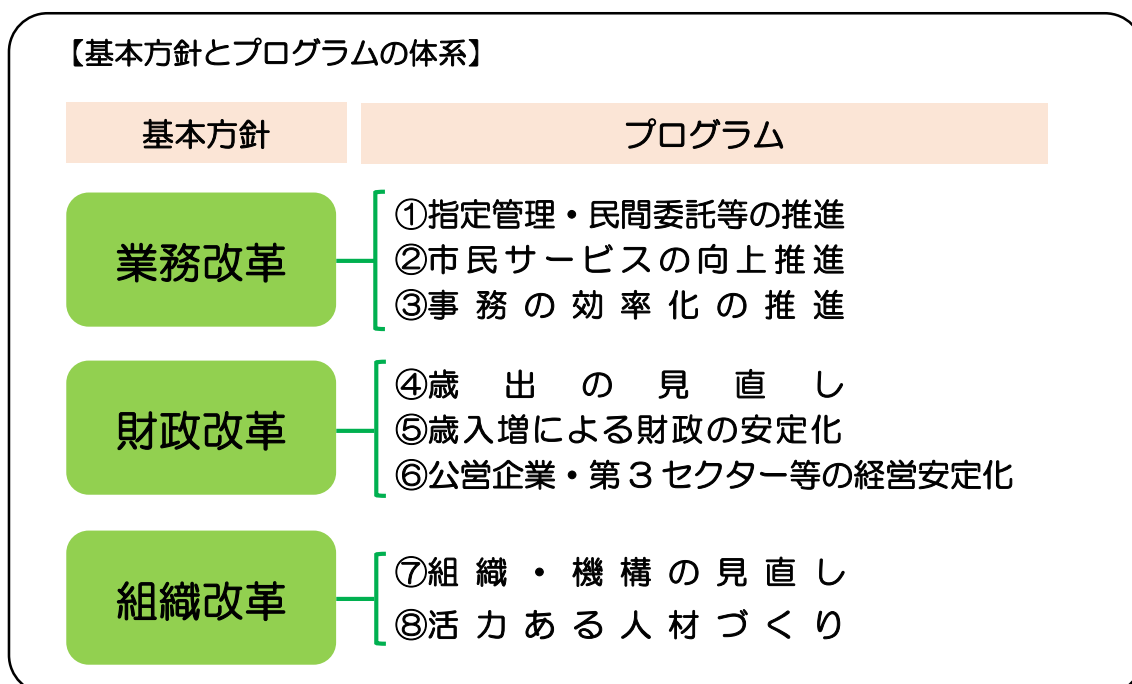 【基本方針とプログラムの体系】
基本方針
プログラム
業務改革
①指定管理・民間委託等の推進
②市民サービスの向上推進
③事務の効率化の推進
財政改革
④歳出の見直し
⑤歳入増による財政の安定化
⑥公営企業・第3セクター等の経営安定化
組織改革
⑦組織・機構の見直し
⑧活力ある人材づくり